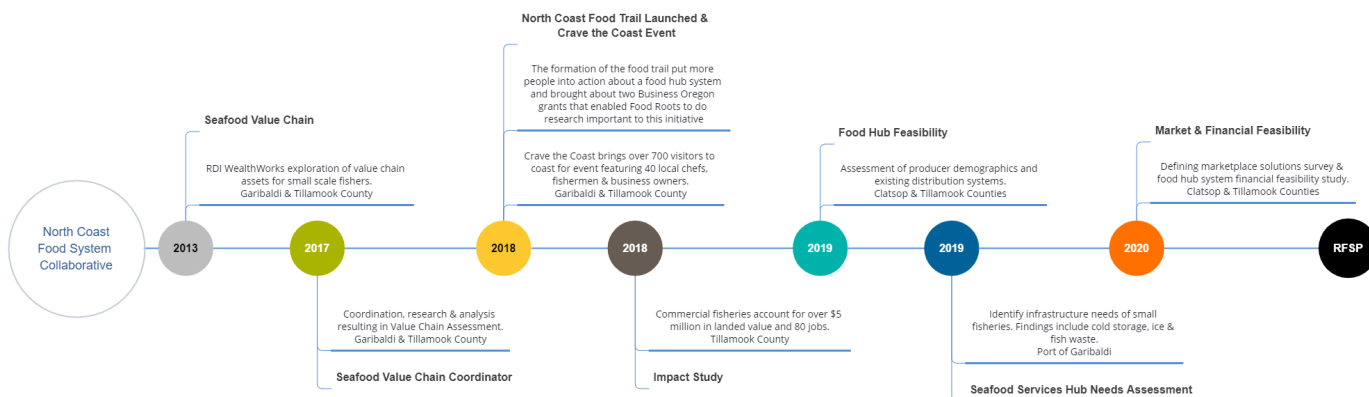 North Coast Food Trail Launched &
Crave the Coast Event
The formation of the food trail put more
people into action about a food hub system
and brought about two Business Oregon
grants that enabled Food Roots to do
research important to this initiative
Crave the Coast brings over 700 visitors to
coast for event featuring 40 local chefs,
fishermen & business owners.
Garibaldi & Tillamook County
Seafood Value Chain
RDI WealthWorks exploration of value chain
assets for small scale fishers.
Garibaldi & Tillamook County
Food Hub Feasibility
Assessment of producer demographics and
existing distribution systems.
Clatsop & Tillamook Counties
Market & Financial Feasibility
Defining marketplace solutions survey &
food hub system financial feasibility study.
Clatsop & Tillamook Counties
North Coast
Food System
Collaborative
2013
2017
2018
2018
2019
2019
2020
RFSP
Coordination, research & analysis
resulting in Value Chain Assessment.
Garibaldi & Tillamook County
Seafood Value Chain Coordinator
Commercial fisheries account for over $5
million in landed value and 80 jobs.
Tillamook County
Impact Study
Identify infrastructure needs of small
fisheries. Findings include cold storage, ice &
fish waste.
Port of Garibaldi
Seafood Services Hub Needs Assessment